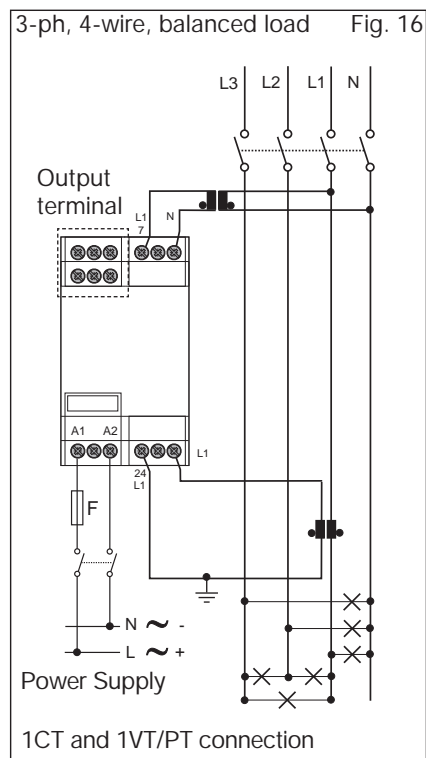 3-ph, 4-wire, balanced load Fig. 16
L3 L2 L1 N
Output
terminal
L1 N
7
A1 A2
L1
24
L1
F
N ~ -
L ~ +
Power Supply
1CT and 1VT/PT connection